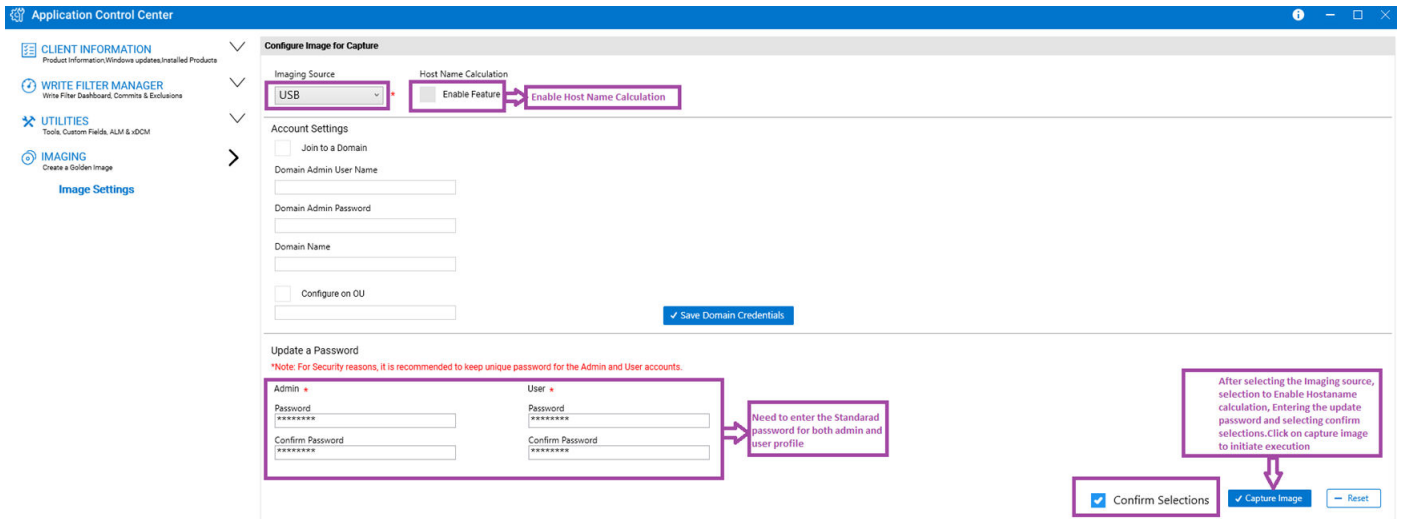 Application Control Center
CLIENT INFORMATION
Product Information,Windows updates,Installed Products
WRITE FILTER MANAGER
Write Filter Dashboard, Commits & Exclusions
UTILITIES
Tools, Custom Fields, ALM & xDCM
IMAGING
Create a Golden Image
Image Settings
Configure Image for Capture
Imaging Source
Host Name Calculation
USB
*
Enable Feature
Enable Host Name Calculation
Account Settings
Join to a Domain
Domain Admin User Name
Domain Admin Password
Domain Name
Configure on OU
Save Domain Credentials
Update a Password
*Note: For Security reasons, it is recommended to keep unique password for the Admin and User accounts.
Admin *
User *
Password
Password
********
********
Confirm Password
Confirm Password
********
********
Need to enter the Standarad
password for both admin and
user profile
After selecting the Imaging source,
selection to Enable Hostaname
calculation, Entering the update
password and selecting confirm
selections.Click on capture image
to initiate execution
Confirm Selections
Capture Image
Reset